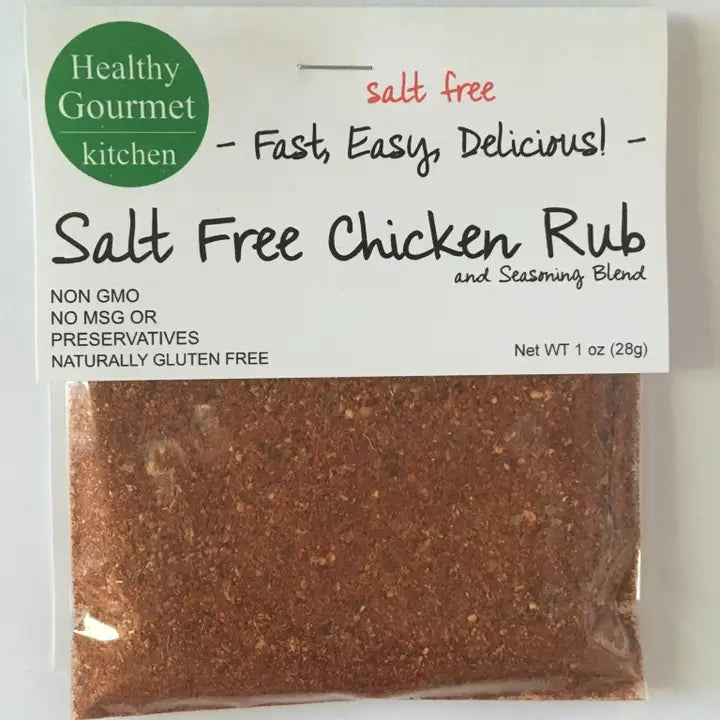 Healthy
Gourmet
kitchen
salt free
- Fast, Easy, Delicious! -
Salt Free Chicken Rub
and Seasoning Blend
NON GMO
NO MSG OR
PRESERVATIVES
NATURALLY GLUTEN FREE
Net WT 1 oz (28g)